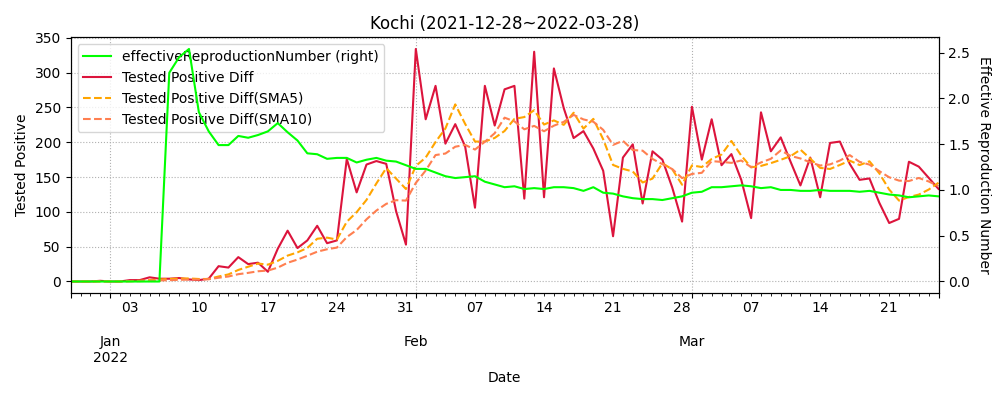 Kochi (2021-12-28~2022-03-28)
effectiveReproductionNumber (right)
Tested Positive Diff
Tested Positive Diff(SMA5)
Tested Positive Diff(SMA10)
Tested Positive
350
300
250
200
150
100
50
0
2.5
2.0
1.5
1.0
0.5
0.0
Effective Reproduction Number
03 10 17 24 31 07 14 21 07 14 21
Jan Feb Mar
2022
Date